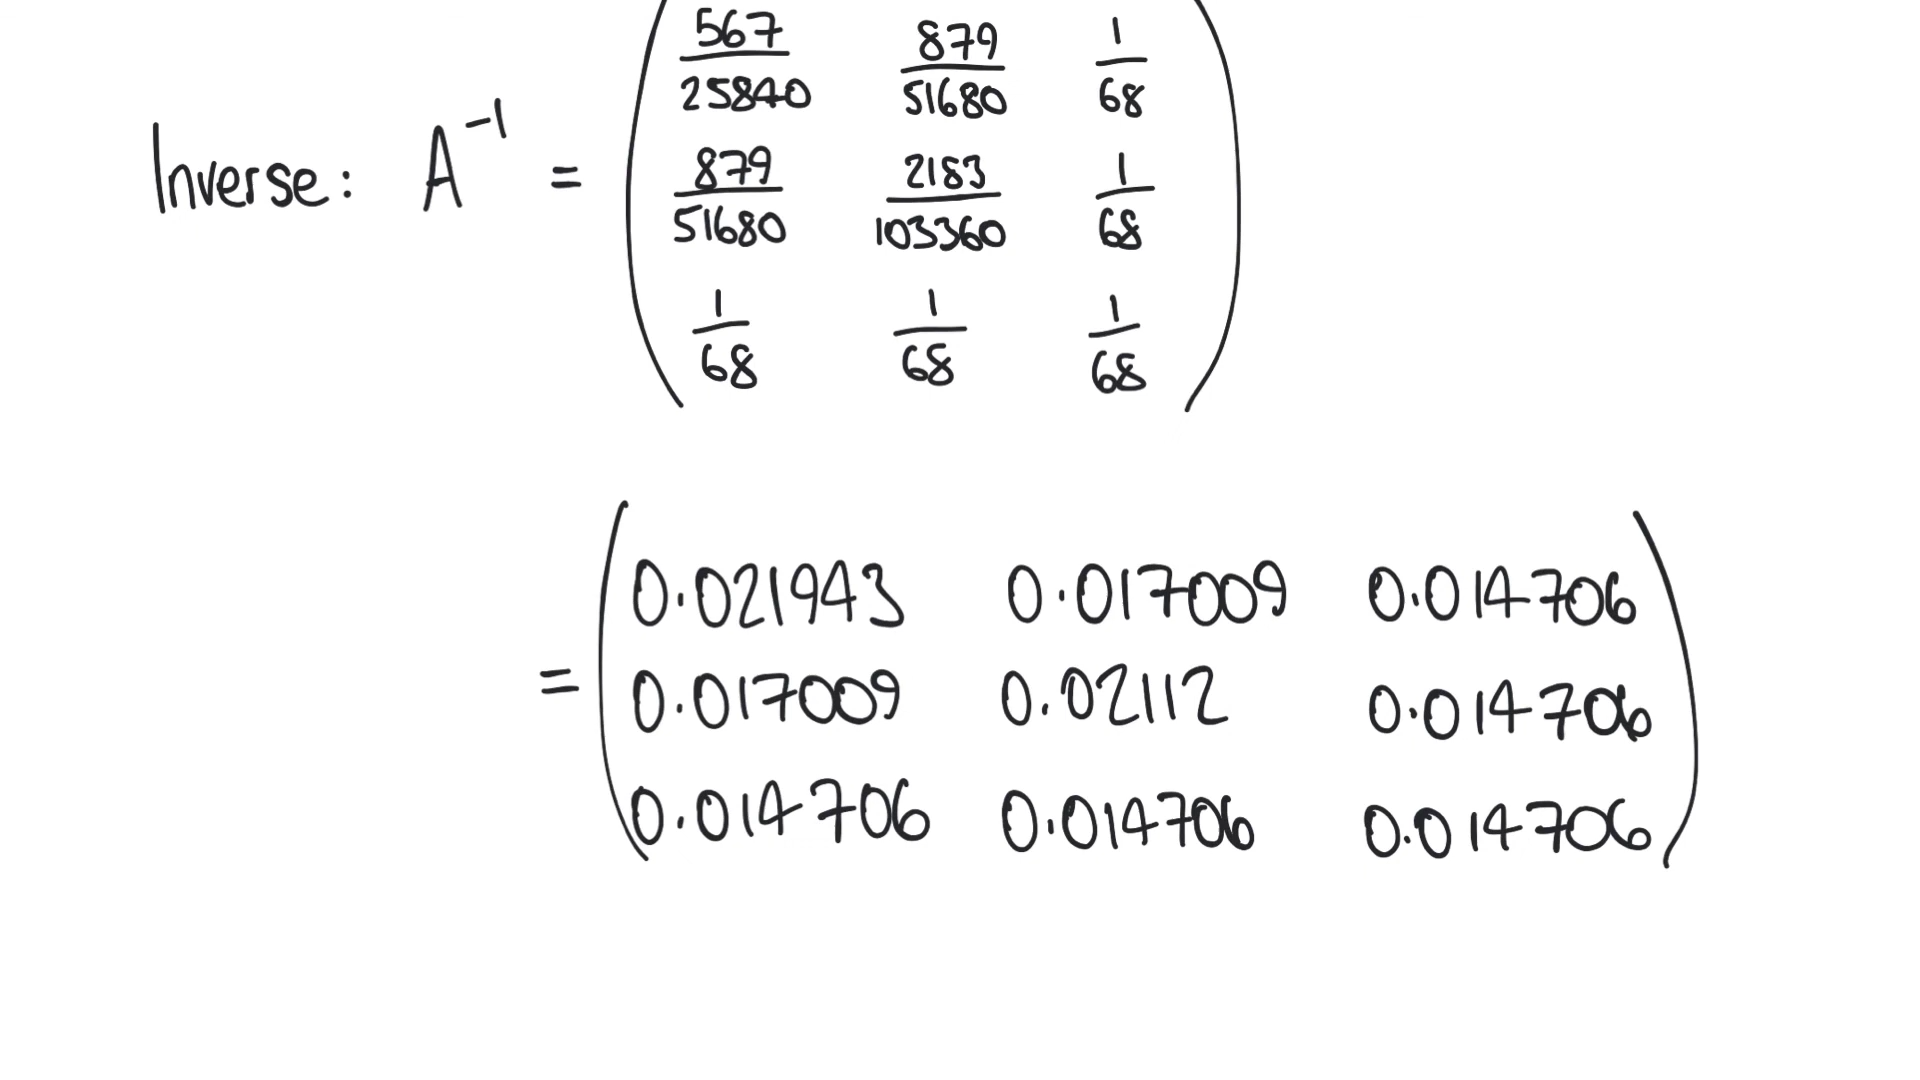 567/25840 879/51680 1/68
Inverse: A^-1 = 879/51680 2183/103360 1/68
1/68 1/68 1/68
0.021943 0.017009 0.014706
= 0.017009 0.02112 0.014706
0.014706 0.014706 0.014706